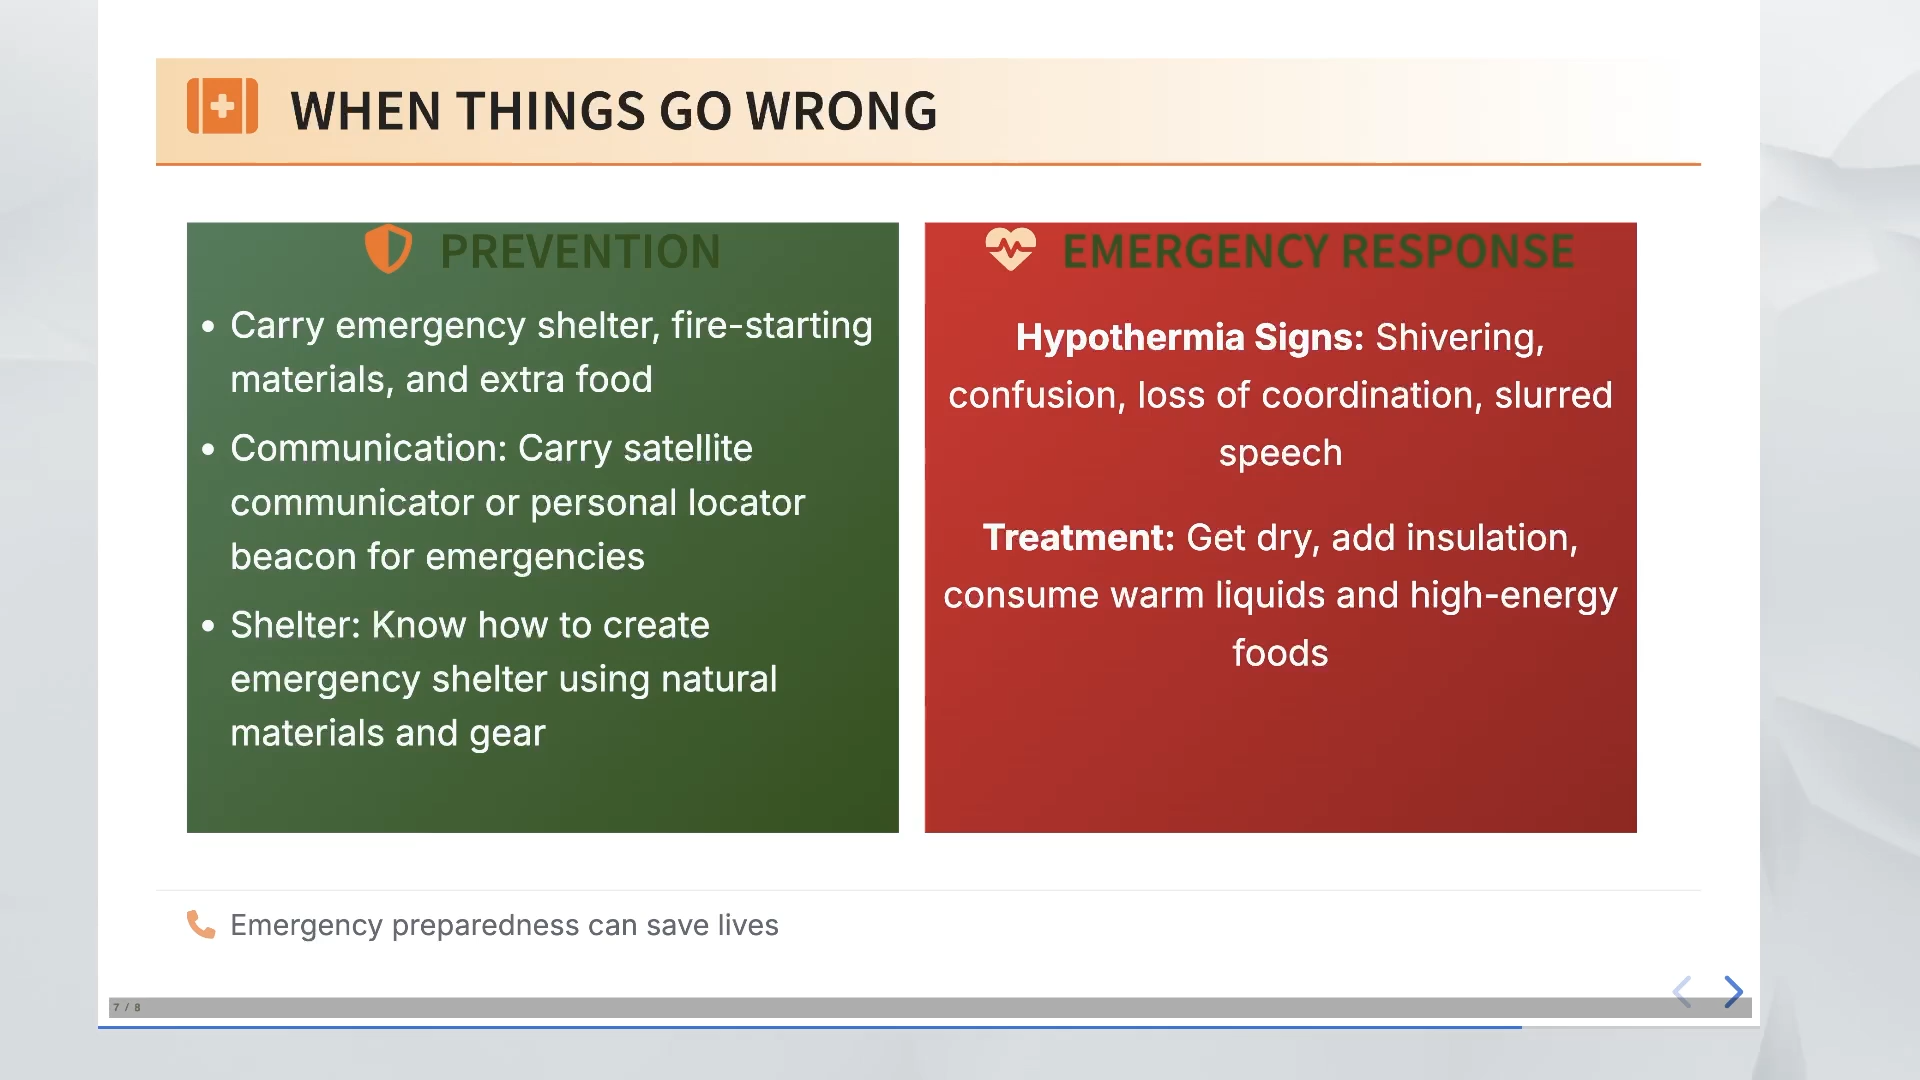 WHEN THINGS GO WRONG
PREVENTION
• Carry emergency shelter, fire-starting
materials, and extra food
• Communication: Carry satellite
communicator or personal locator
beacon for emergencies
• Shelter: Know how to create
emergency shelter using natural
materials and gear
EMERGENCY RESPONSE
Hypothermia Signs: Shivering,
confusion, loss of coordination, slurred
speech
Treatment: Get dry, add insulation,
consume warm liquids and high-energy
foods
Emergency preparedness can save lives
7 / 8